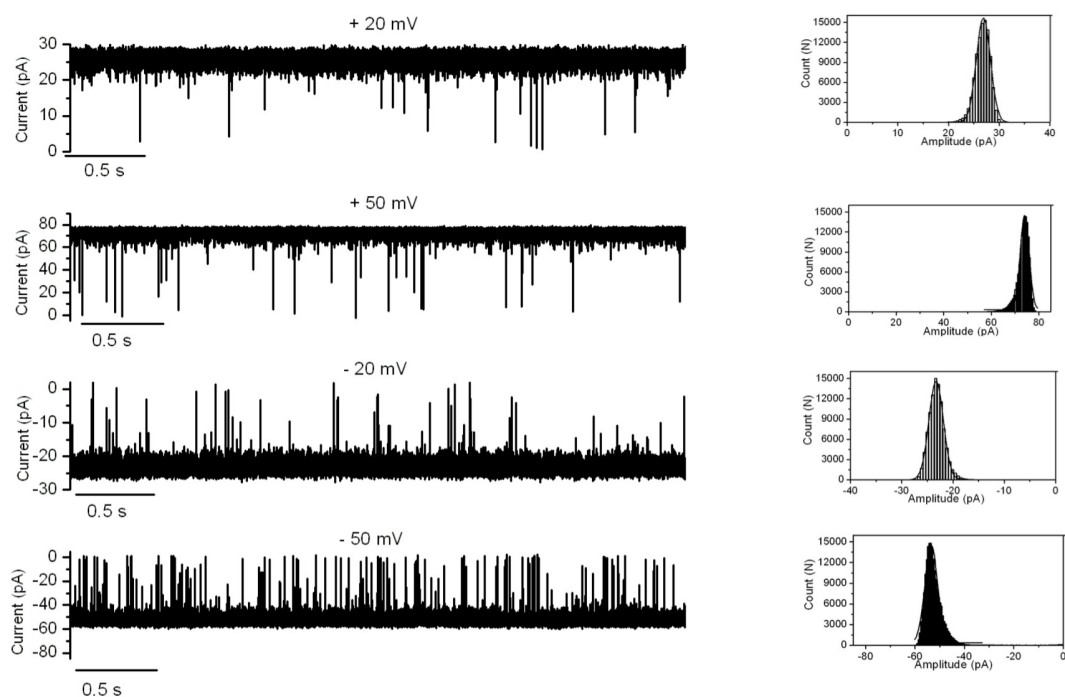 + 20 mV
Current (pA)
30
20
10
0
0.5 s
Count (N)
15000
12000
9000
6000
3000
0
0 10 20 30 40
Amplitude (pA)
+ 50 mV
Current (pA)
80
60
40
20
0
0.5 s
Count (N)
15000
12000
9000
6000
3000
0
0 20 40 60 80
Amplitude (pA)
- 20 mV
Current (pA)
0
-10
-20
-30
0.5 s
Count (N)
15000
12000
9000
6000
3000
0
-40 -30 -20 -10 0
Amplitude (pA)
- 50 mV
Current (pA)
0
-20
-40
-60
-80
0.5 s
Count (N)
15000
12000
9000
6000
3000
0
-80 -60 -40 -20 0
Amplitude (pA)